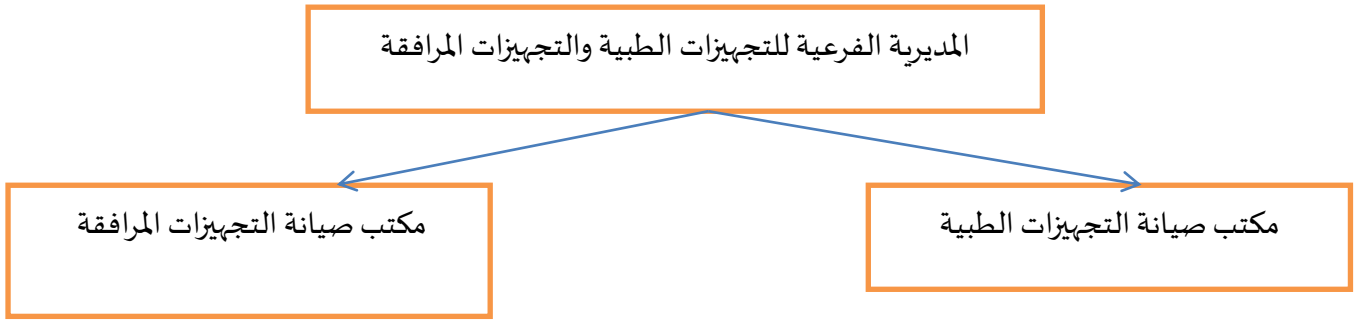 المديرية الفرعية للتجهيزات الطبية والتجهيزات المرافقة
مكتب صيانة التجهيزات الطبية
مكتب صيانة التجهيزات المرافقة